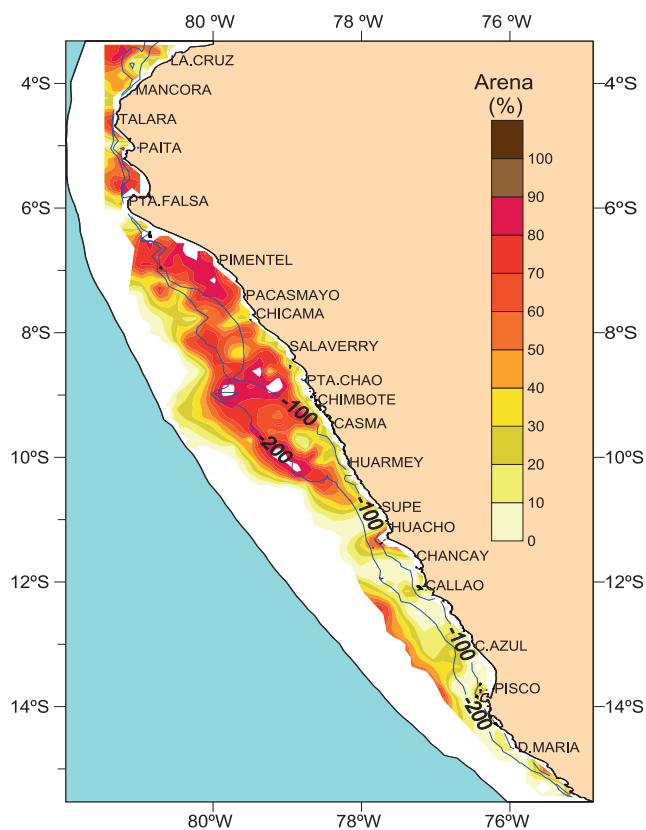 80 °W
78 °W
76 °W
4°S
6°S
8°S
10°S
12°S
14°S
LA.CRUZ
MANCORA
TALARA
PAITA
PTA.FALSA
PIMENTEL
PACASMAYO
CHICAMA
SALAVERRY
PTA.CHAO
CHIMBOTE
-100
CASMA
-200
HUARMEY
SUPE
-100
HUACHO
CHANCAY
CALLAO
-100
C.AZUL
PISCO
-200
D.MARIA
Arena
(%)
100
90
80
70
60
50
40
30
20
10
0
4°S
6°S
8°S
10°S
12°S
14°S
80°W
78°W
76°W